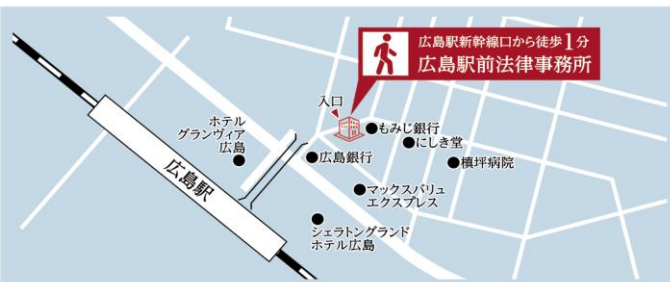 広島駅新幹線口から徒歩1分
広島駅前法律事務所
入口
ホテル
グランヴィア
広島
もみじ銀行
にしき堂
広島銀行
槙坪病院
広島駅
マックスバリュ
エクスプレス
シェラトングランド
ホテル広島